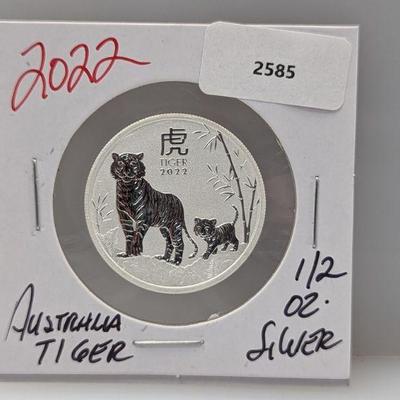 2022
2585
虎
TIGER
2022
AUSTRALIA
TIGER
1/2
OZ.
SILVER